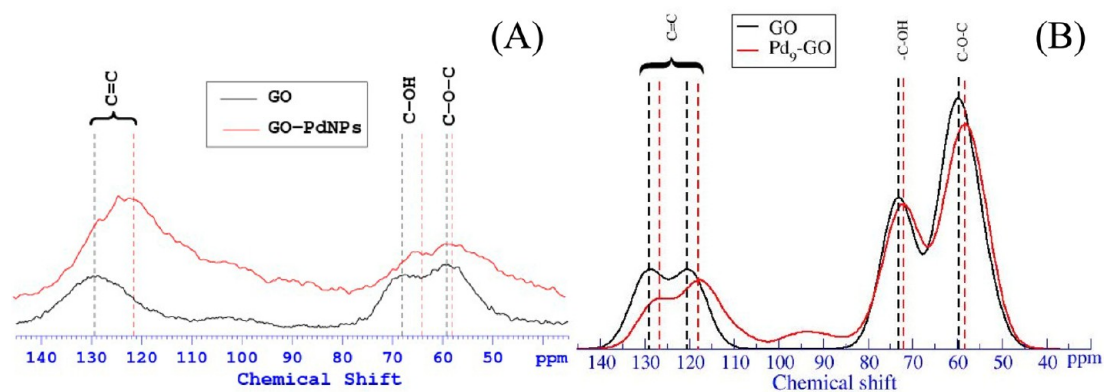 (A)
C=C
C-OH
C-O-C
GO
GO-PdNPs
140 130 120 110 100 90 80 70 60 50 ppm
Chemical Shift
(B)
C=C
-C-OH
C-O-C
GO
Pd9-GO
140 130 120 110 100 90 80 70 60 50 40 ppm
Chemical shift